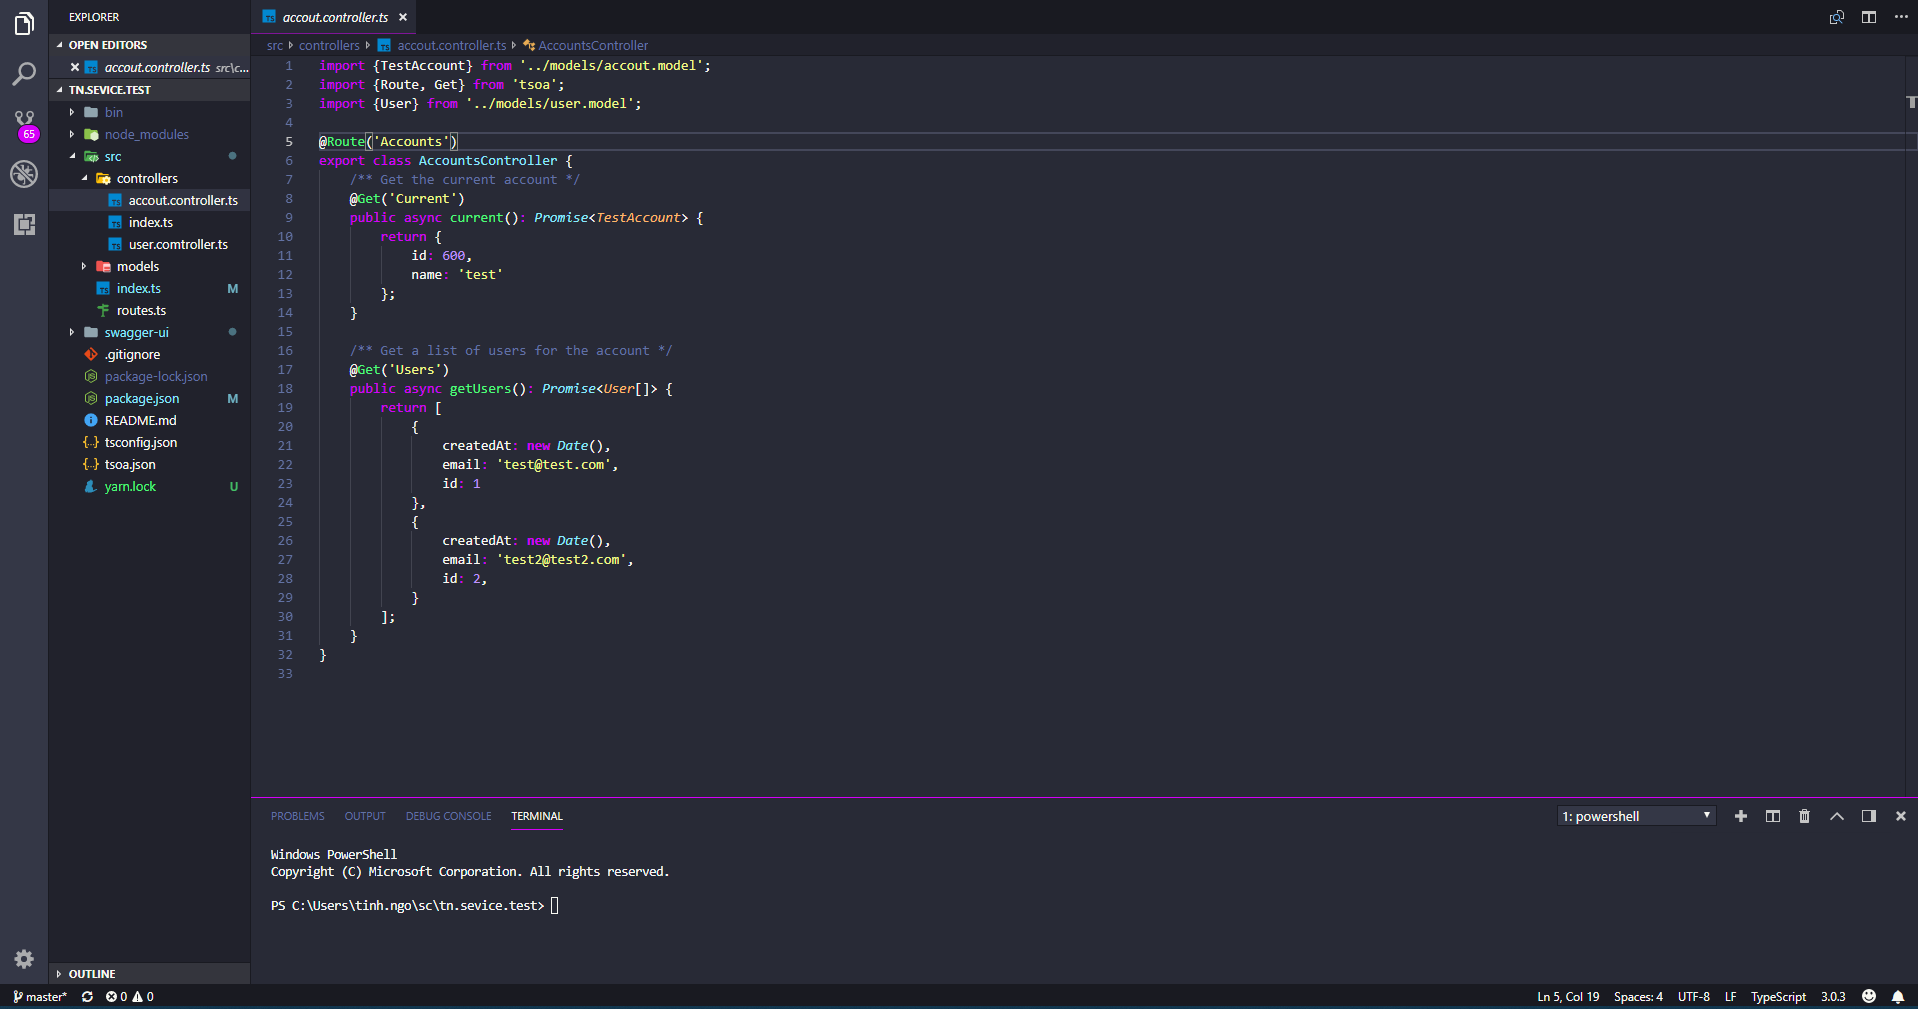 EXPLORER
OPEN EDITORS
accout.controller.ts src\c...
65
TN.SEVICE.TEST
bin
node_modules
src
controllers
accout.controller.ts
index.ts
user.comtroller.ts
models
index.ts M
routes.ts
swagger-ui
.gitignore
package-lock.json
package.json M
README.md
tsconfig.json
tsoa.json
yarn.lock U
OUTLINE
accout.controller.ts
src controllers accout.controller.ts AccountsController
1 import {TestAccount} from '../models/accout.model';
2 import {Route, Get} from 'tsoa';
3 import {User} from '../models/user.model';
4
5 @Route('Accounts')
6 export class AccountsController {
7 /** Get the current account */
8 @Get('Current')
9 public async current(): Promise<TestAccount> {
10 return {
11 id: 600,
12 name: 'test'
13 };
14 }
15
16 /** Get a list of users for the account */
17 @Get('Users')
18 public async getUsers(): Promise<User[]> {
19 return [
20 {
21 createdAt: new Date(),
22 email: 'test@test.com',
23 id: 1
24 },
25 {
26 createdAt: new Date(),
27 email: 'test2@test2.com',
28 id: 2,
29 }
30 ];
31 }
32 }
33
PROBLEMS OUTPUT DEBUG CONSOLE TERMINAL 1: powershell
Windows PowerShell
Copyright (C) Microsoft Corporation. All rights reserved.
PS C:\Users\tinh.ngo\sc\tn.sevice.test>
master* 0 0 Ln 5, Col 19 Spaces: 4 UTF-8 LF TypeScript 3.0.3